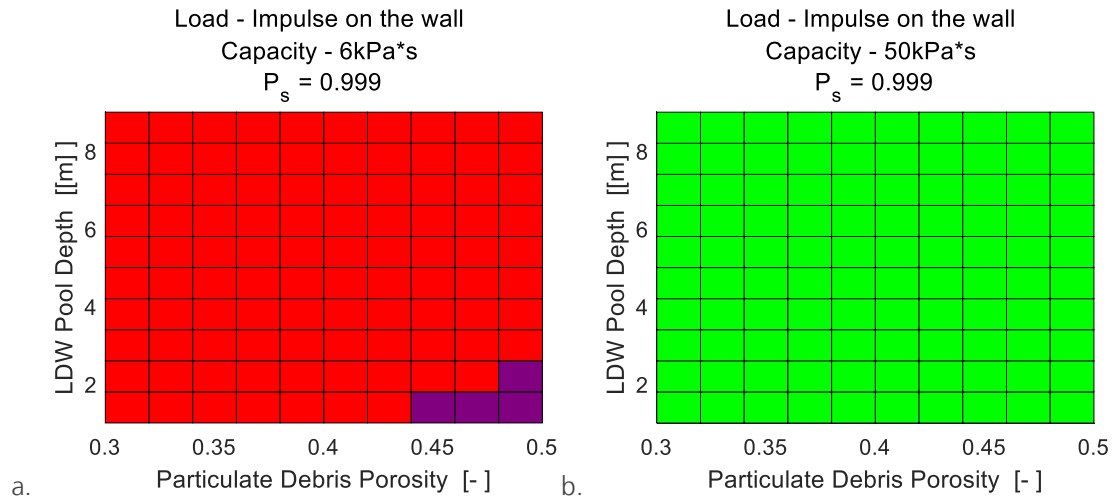 Load - Impulse on the wall
Capacity - 6kPa*s
Ps = 0.999
LDW Pool Depth [[m] ]
8
6
4
2
0.3 0.35 0.4 0.45 0.5
Particulate Debris Porosity [- ]
a.
Load - Impulse on the wall
Capacity - 50kPa*s
Ps = 0.999
LDW Pool Depth [[m] ]
8
6
4
2
0.3 0.35 0.4 0.45 0.5
Particulate Debris Porosity [- ]
b.